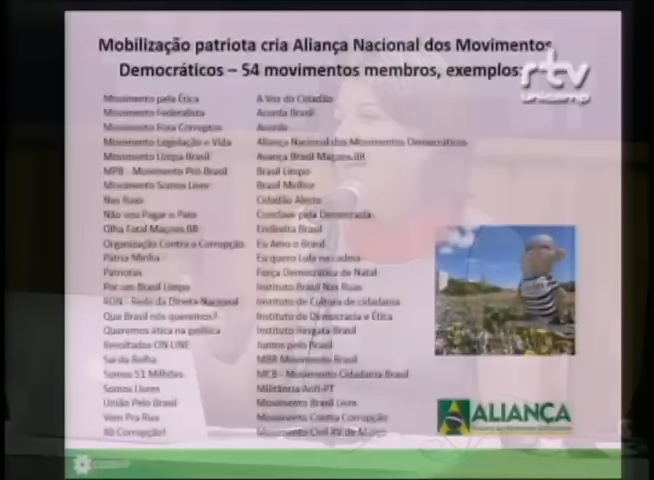 Mobilização patriota cria Aliança Nacional dos Movimentos
Democráticos – 54 movimentos membros, exemplos:
rtv
unicamp
Movimento pela Ética
Movimento Federalista
Movimento Fora Corruptos
Movimento Legislação e Vida
Movimento Limpa Brasil
MPB - Movimento Pró-Brasil
Movimento Somos Livres
Nas Ruas
Não vou Pagar o Pato
Olho Fatal Maçons BR
Organização Contra a Corrupção
Pátria Minha
Patriotas
Por um Brasil Limpo
RDN - Rede da Direita Nacional
Que Brasil nós queremos?
Queremos ética na política
Revoltados ON LINE
Sai da Bolha
Somos 51 Milhões
Somos Livres
União Pelo Brasil
Vem Pra Rua
Xô Corrupção!
A Voz do Cidadão
Acorda Brasil
Acorde
Aliança Nacional dos Movimentos Democráticos
Avança Brasil Maçons.BR
Brasil Limpo
Brasil Melhor
Cidadão Alerta
Conclave pela Democracia
Endireita Brasil
Eu Amo o Brasil
Eu quero Lula na cadeia
Força Democrática de Natal
Instituto Brasil Nas Ruas
Instituto de Cultura de cidadania
Instituto de Democracia e Ética
Instituto Resgata Brasil
Juntos pelo Brasil
MBR Movimento Brasil
MCB - Movimento Cidadania Brasil
Militância Anti-PT
Movimento Brasil Livre
Movimento Contra Corrupção
Movimento Civil XV de Março
ALIANÇA